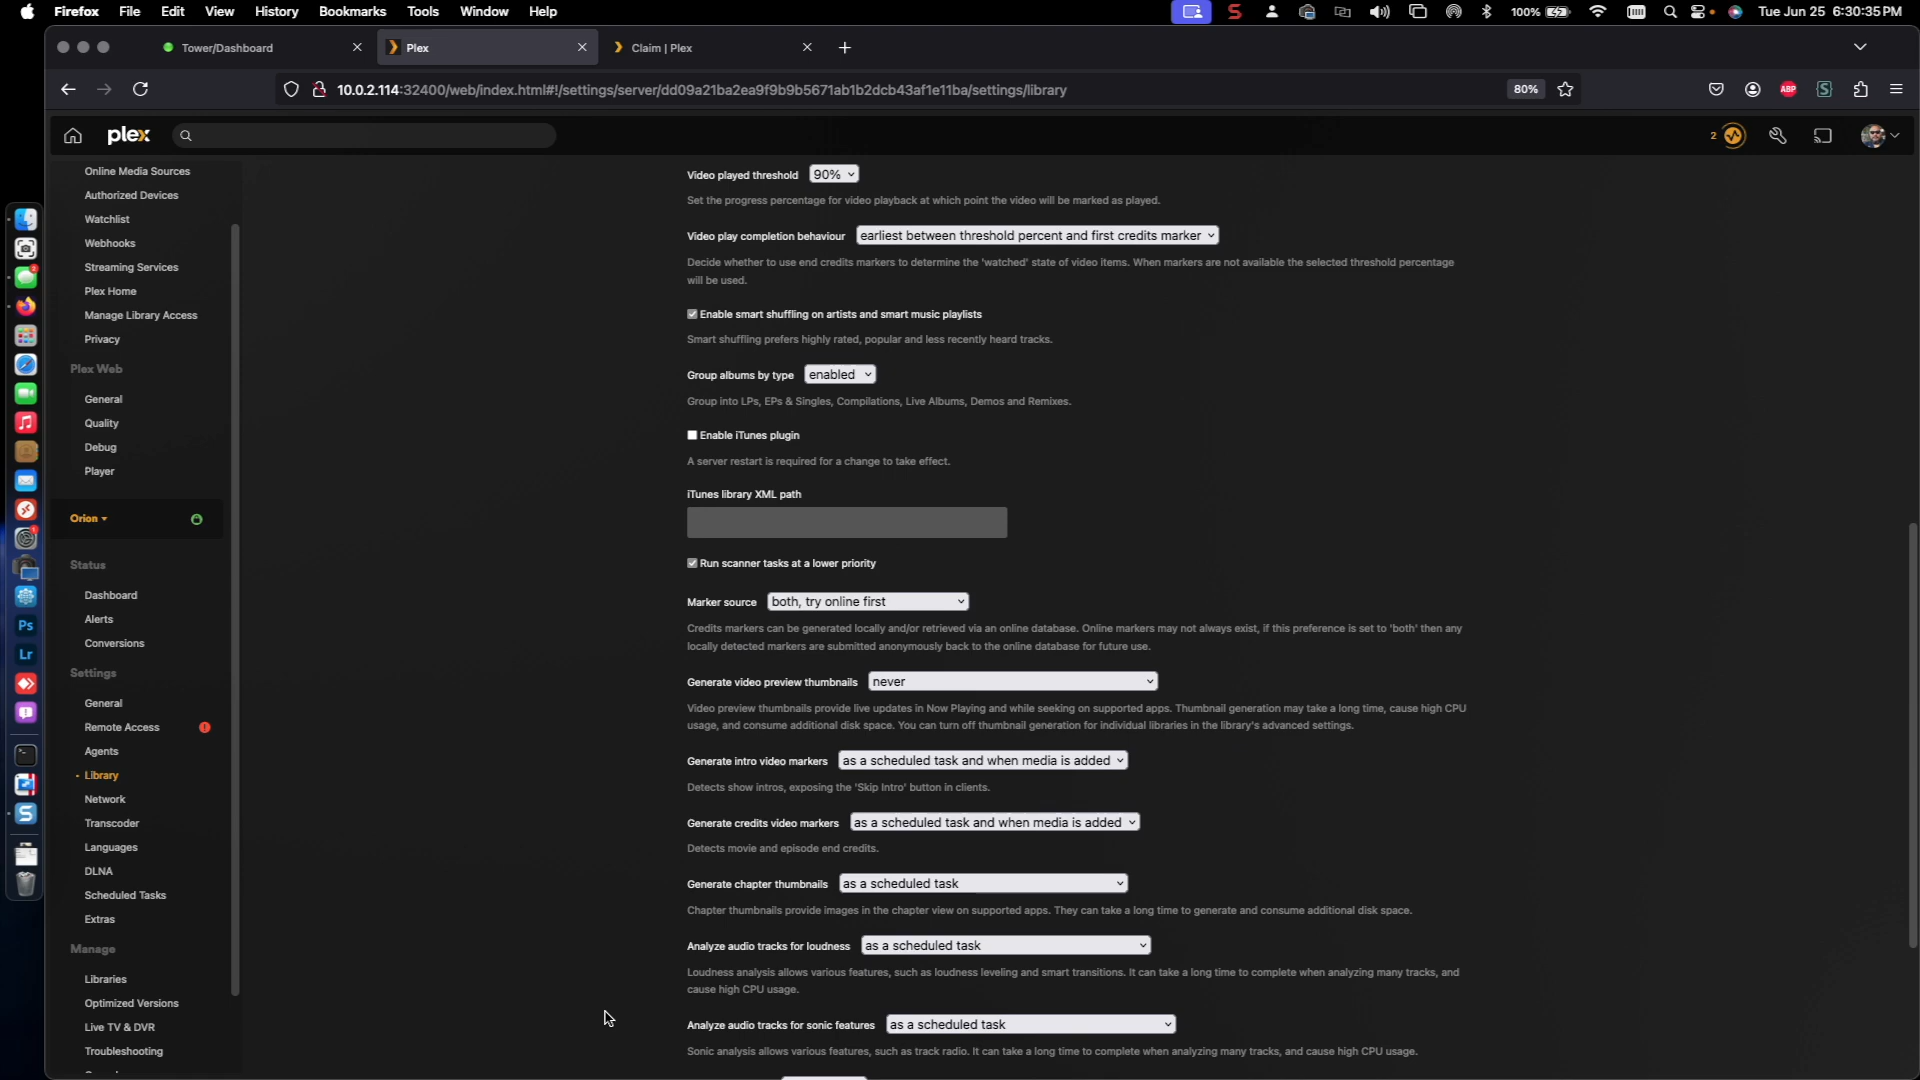 Firefox File Edit View History Bookmarks Tools Window Help 100% Tue Jun 25 6:30:35 PM
Tower/Dashboard Plex Claim | Plex
10.0.2.114:32400/web/index.html#!/settings/server/dd09a21ba2ea9f9b9b5671ab1b2dcb43af1e11ba/settings/library 80% ABP
plex 2
Online Media Sources
Authorized Devices
Watchlist
Webhooks
Streaming Services
Plex Home
Manage Library Access
Privacy
Plex Web
General
Quality
Debug
Player
Orion
Status
Dashboard
Alerts
Conversions
Settings
General
Remote Access
Agents
Library
Network
Transcoder
Languages
DLNA
Scheduled Tasks
Extras
Manage
Libraries
Optimized Versions
Live TV & DVR
Troubleshooting
Video played threshold 90%
Set the progress percentage for video playback at which point the video will be marked as played.
Video play completion behaviour earliest between threshold percent and first credits marker
Decide whether to use end credits markers to determine the 'watched' state of video items. When markers are not available the selected threshold percentage
will be used.
Enable smart shuffling on artists and smart music playlists
Smart shuffling prefers highly rated, popular and less recently heard tracks.
Group albums by type enabled
Group into LPs, EPs & Singles, Compilations, Live Albums, Demos and Remixes.
Enable iTunes plugin
A server restart is required for a change to take effect.
iTunes library XML path
Run scanner tasks at a lower priority
Marker source both, try online first
Credits markers can be generated locally and/or retrieved via an online database. Online markers may not always exist, if this preference is set to 'both' then any
locally detected markers are submitted anonymously back to the online database for future use.
Generate video preview thumbnails never
Video preview thumbnails provide live updates in Now Playing and while seeking on supported apps. Thumbnail generation may take a long time, cause high CPU
usage, and consume additional disk space. You can turn off thumbnail generation for individual libraries in the library's advanced settings.
Generate intro video markers as a scheduled task and when media is added
Detects show intros, exposing the 'Skip Intro' button in clients.
Generate credits video markers as a scheduled task and when media is added
Detects movie and episode end credits.
Generate chapter thumbnails as a scheduled task
Chapter thumbnails provide images in the chapter view on supported apps. They can take a long time to generate and consume additional disk space.
Analyze audio tracks for loudness as a scheduled task
Loudness analysis allows various features, such as loudness leveling and smart transitions. It can take a long time to complete when analyzing many tracks, and
cause high CPU usage.
Analyze audio tracks for sonic features as a scheduled task
Sonic analysis allows various features, such as track radio. It can take a long time to complete when analyzing many tracks, and cause high CPU usage.
Ps
Lr